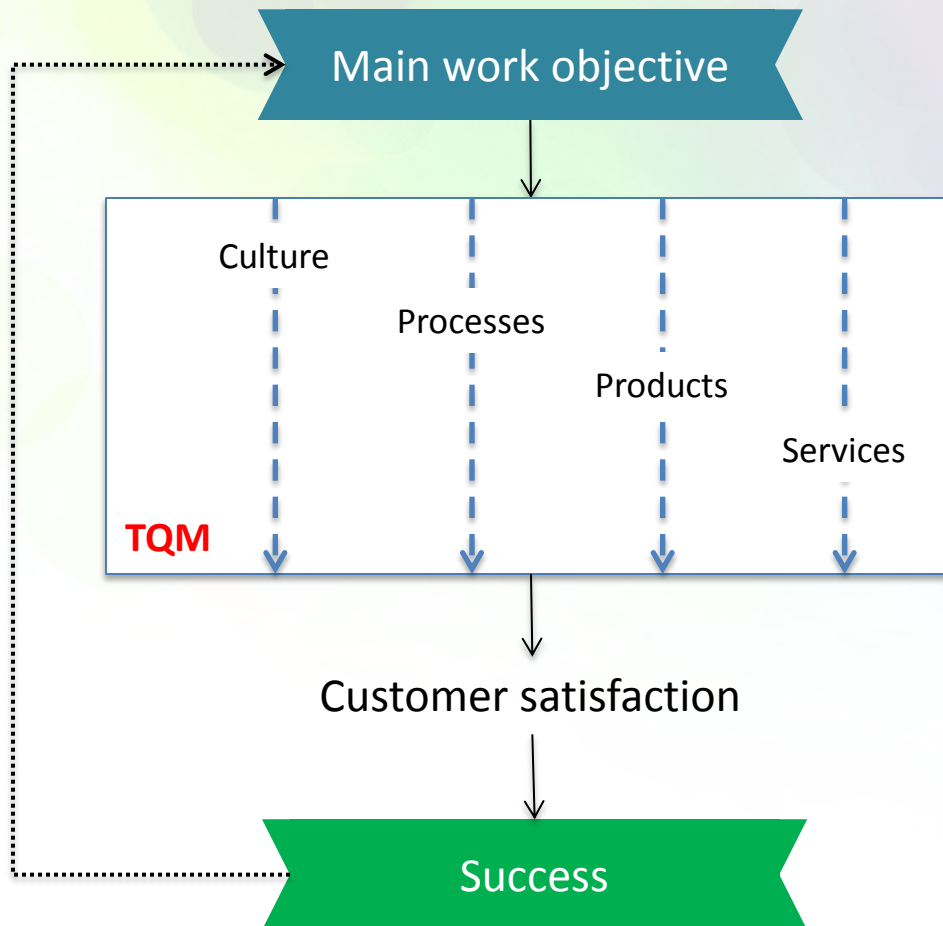 Main work objective
Culture
Processes
Products
Services
TQM
Customer satisfaction
Success